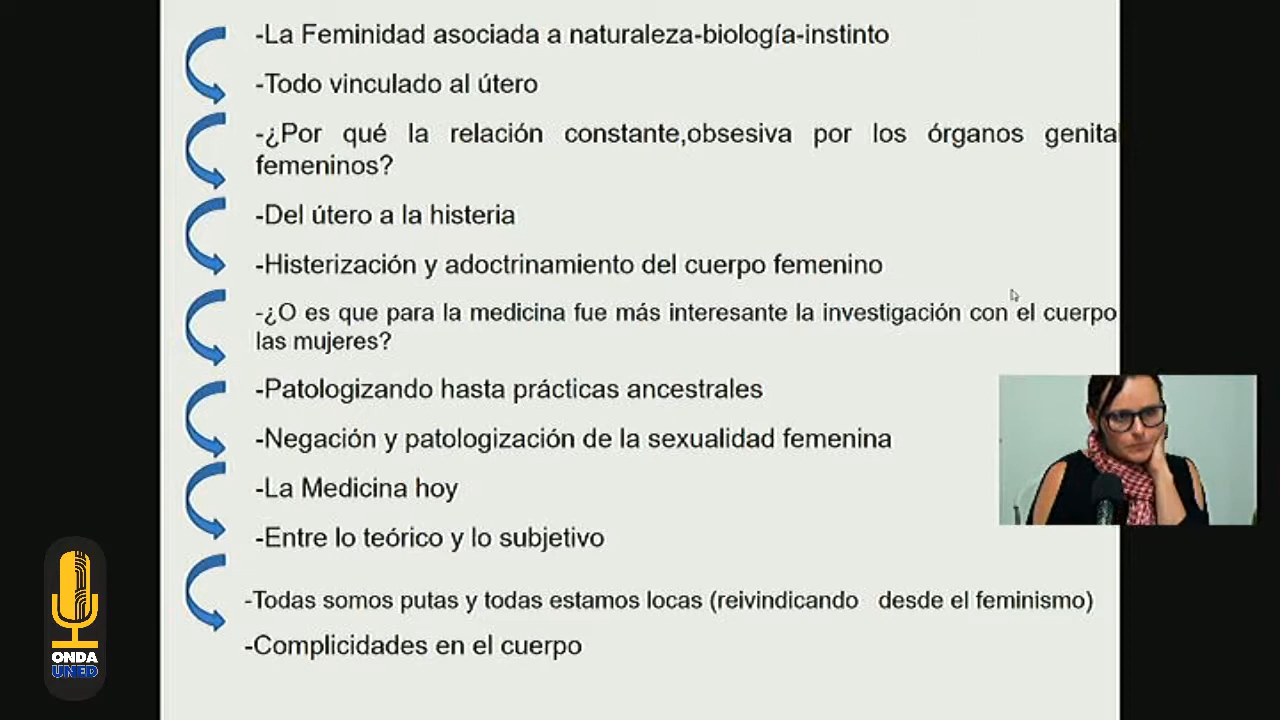 -La Feminidad asociada a naturaleza-biología-instinto
-Todo vinculado al útero
-¿Por qué la relación constante,obsesiva por los órganos genital
femeninos?
-Del útero a la histeria
-Histerización y adoctrinamiento del cuerpo femenino
-¿O es que para la medicina fue más interesante la investigación con el cuerpo
las mujeres?
-Patologizando hasta prácticas ancestrales
-Negación y patologización de la sexualidad femenina
-La Medicina hoy
-Entre lo teórico y lo subjetivo
-Todas somos putas y todas estamos locas (reivindicando desde el feminismo)
-Complicidades en el cuerpo
ONDA
UNED